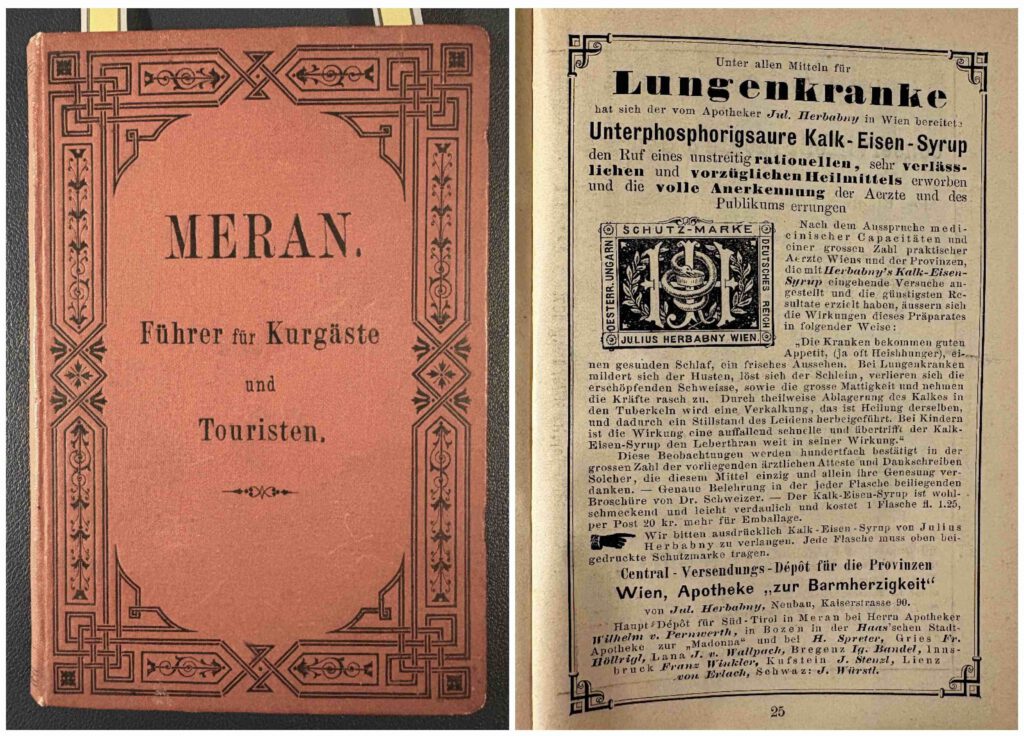 MERAN.
Führer für Kurgäste
und
Touristen.
Unter allen Mitteln für
Lungenkranke
hat sich der vom Apotheker Jul. Herbabny in Wien bereitete
Unterphosphorigsaure Kalk-Eisen-Syrup
den Ruf eines unstreitig rationellen, sehr verläss-
lichen und vorzüglichen Heilmittels erworben
und die volle Anerkennung der Aerzte und des
Publikums errungen
SCHUTZ-MARKE
OESTERR. UNGARN
DEUTSCHES REICH
JULIUS HERBABNY WIEN.
Nach dem Ausspruche medi-
cinischer Capacitäten und
einer grossen Zahl praktischer
Aerzte Wiens und der Provinzen,
die mit Herbabny's Kalk-Eisen-
Syrup eingehende Versuche an-
gestellt und die günstigsten Re-
sultate erzielt haben, äussern sich
die Wirkungen dieses Präparates
in folgender Weise:
„Die Kranken bekommen guten
Appetit, (ja oft Heishhunger), ei-
nen gesunden Schlaf, ein frisches Aussehen. Bei Lungenkranken
mildert sich der Husten, löst sich der Schleim, verlieren sich die
erschöpfenden Schweisse, sowie die grosse Mattigkeit und nehmen
die Kräfte rasch zu. Durch theilweise Ablagerung des Kalkes in
den Tuberkeln wird eine Verkalkung, das ist Heilung derselben,
und dadurch ein Stillstand des Leidens herbeigeführt. Bei Kindern
ist die Wirkung eine auffallend schnelle und übertrifft der Kalk-
Eisen-Syrup den Leberthran weit in seiner Wirkung.“
Diese Beobachtungen werden hundertfach bestätigt in der
grossen Zahl der vorliegenden ärztlichen Atteste und Dankschreiben
Solcher, die diesem Mittel einzig und allein ihre Genesung ver-
danken. — Genaue Belehrung in der jeder Flasche beiliegenden
Broschüre von Dr. Schweizer. — Der Kalk-Eisen-Syrup ist wohl-
schmeckend und leicht verdaulich und kostet 1 Flasche fl. 1.25,
per Post 20 kr. mehr für Emballage.
Wir bitten ausdrücklich Kalk-Eisen-Syrup von Julius
Herbabny zu verlangen. Jede Flasche muss oben bei-
gedruckte Schutzmarke tragen.
Central-Versendungs-Dépôt für die Provinzen
Wien, Apotheke „zur Barmherzigkeit“
von Jul. Herbabny, Neubau, Kaiserstrasse 90.
Haupt-Dépôt für Süd-Tirol in Meran bei Herrn Apotheker
Wilhelm v. Pernwerth, in Bozen in der Haas'schen Stadt-
Apotheke zur „Madonna“ und bei H. Spreter, Gries Fr.
Höllrigl, Lana J. v. Wallpach, Bregenz Ig. Bandel, Inns-
bruck Franz Winkler, Kufstein J. Stenzl, Lienz
von Erlach, Schwaz: J. Würstl.
25